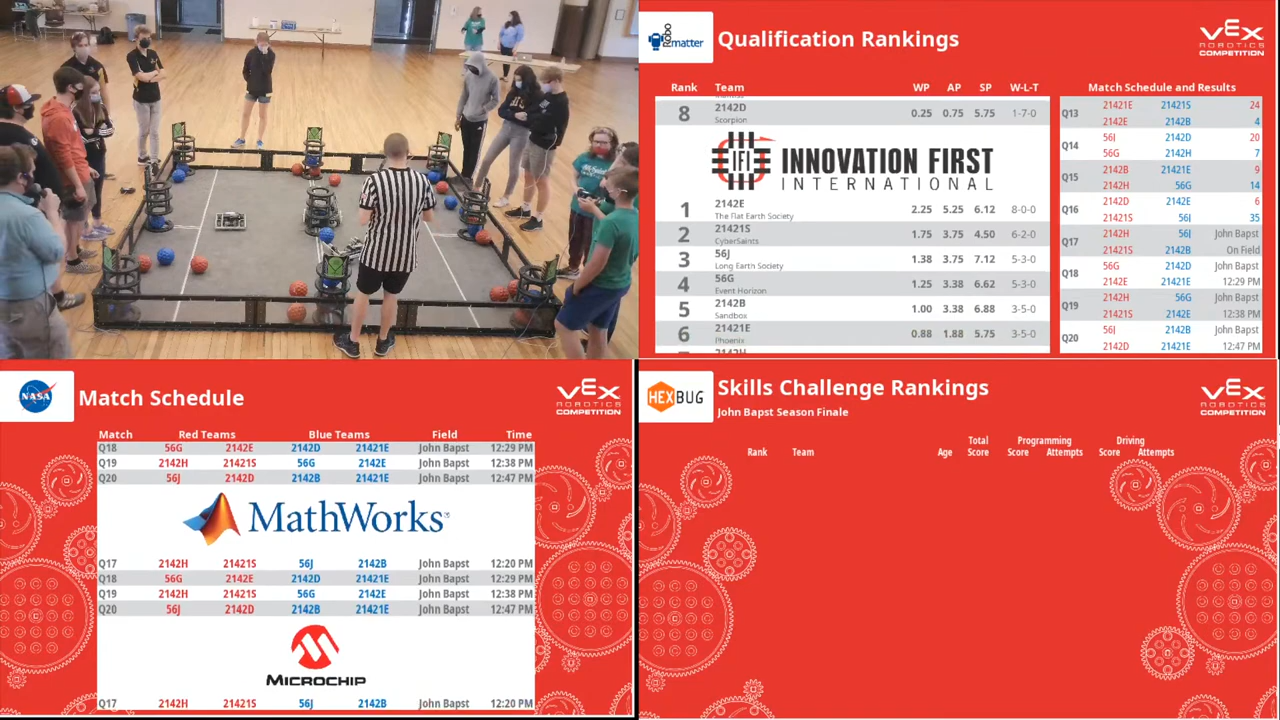 ROBO matter
Qualification Rankings
VEX
ROBOTICS
COMPETITION
Rank Team WP AP SP W-L-T
8 2142D 0.25 0.75 5.75 1-7-0
Scorpion
IFI INNOVATION FIRST
INTERNATIONAL
1 2142E 2.25 5.25 6.12 8-0-0
The Flat Earth Society
2 21421S 1.75 3.75 4.50 6-2-0
CyberSaints
3 56J 1.38 3.75 7.12 5-3-0
Long Earth Society
4 56G 1.25 3.38 6.62 5-3-0
Event Horizon
5 2142B 1.00 3.38 6.88 3-5-0
Sandbox
6 21421E 0.88 1.88 5.75 3-5-0
Phoenix
2142H
Match Schedule and Results
Q13 21421E 21421S 24
2142E 2142B 4
Q14 56J 2142D 20
56G 2142H 7
Q15 2142B 21421E 9
2142H 56G 14
Q16 2142D 2142E 6
21421S 56J 35
Q17 2142H 56J John Bapst
21421S 2142B On Field
Q18 56G 2142D John Bapst
2142E 21421E 12:29 PM
Q19 2142H 56G John Bapst
21421S 2142E 12:38 PM
Q20 56J 2142B John Bapst
2142D 21421E 12:47 PM
NASA
Match Schedule
VEX
ROBOTICS
COMPETITION
Match Red Teams Blue Teams Field Time
Q18 56G 2142E 2142D 21421E John Bapst 12:29 PM
Q19 2142H 21421S 56G 2142E John Bapst 12:38 PM
Q20 56J 2142D 2142B 21421E John Bapst 12:47 PM
MathWorks
Q17 2142H 21421S 56J 2142B John Bapst 12:20 PM
Q18 56G 2142E 2142D 21421E John Bapst 12:29 PM
Q19 2142H 21421S 56G 2142E John Bapst 12:38 PM
Q20 56J 2142D 2142B 21421E John Bapst 12:47 PM
MICROCHIP
Q17 2142H 21421S 56J 2142B John Bapst 12:20 PM
HEXBUG
Skills Challenge Rankings
John Bapst Season Finale
VEX
ROBOTICS
COMPETITION
Total Programming Driving
Rank Team Age Score Score Attempts Score Attempts